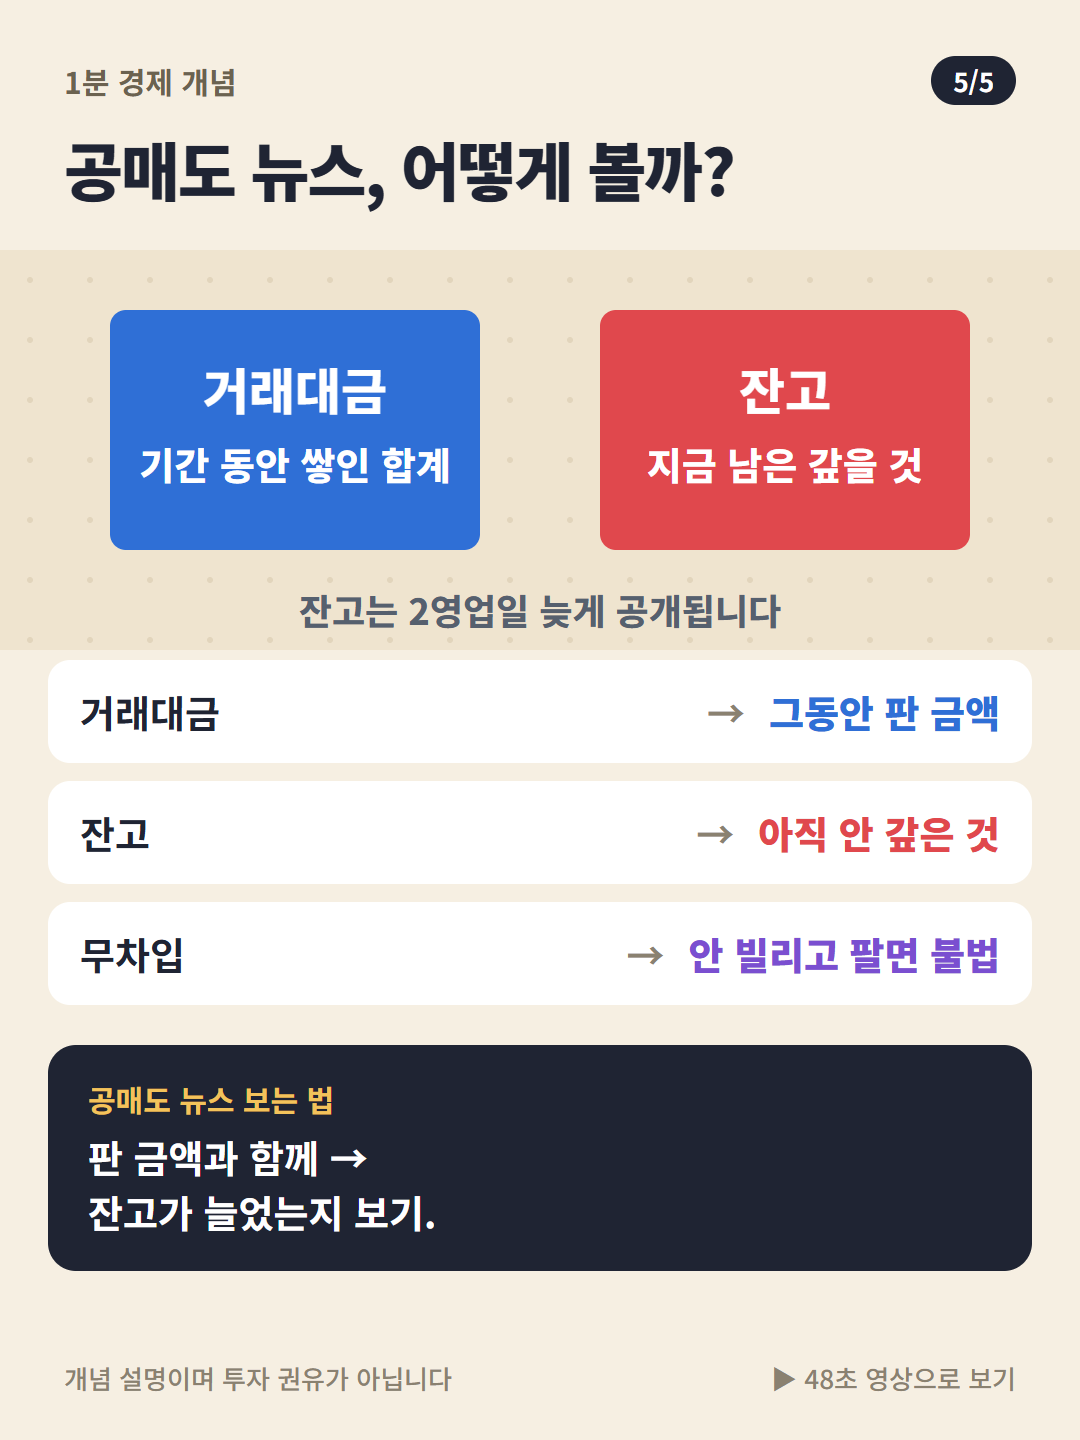 1분 경제 개념
5/5
공매도 뉴스, 어떻게 볼까?
거래대금
기간 동안 쌓인 합계
잔고
지금 남은 갚을 것
잔고는 2영업일 늦게 공개됩니다
거래대금 → 그동안 판 금액
잔고 → 아직 안 갚은 것
무차입 → 안 빌리고 팔면 불법
공매도 뉴스 보는 법
판 금액과 함께 →
잔고가 늘었는지 보기.
개념 설명이며 투자 권유가 아닙니다
▶ 48초 영상으로 보기